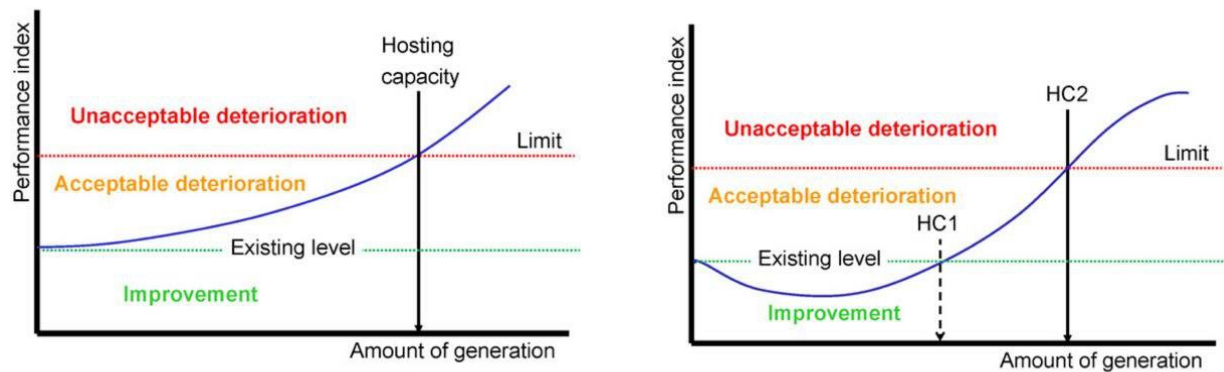 Performance index
Hosting
capacity
Unacceptable deterioration
Limit
Acceptable deterioration
Existing level
Improvement
Amount of generation
Performance index
HC2
Unacceptable deterioration
Limit
Acceptable deterioration
HC1
Existing level
Improvement
Amount of generation